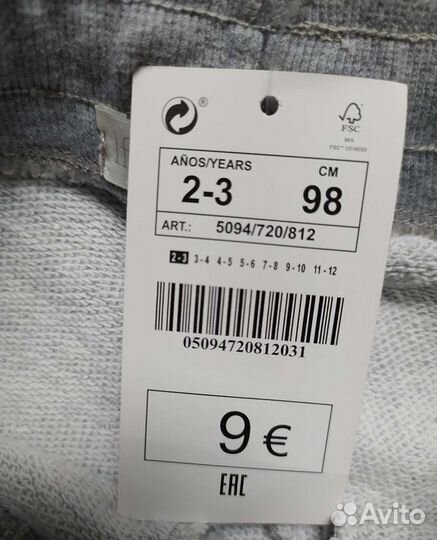 ®
FSC
MIX
AÑOS/YEARS CM
2-3 98
ART.: 5094/720/812
2-3 3-4 4-5 5-6 7-8 9-10 11-12
05094720812031
9 €
EAC
Avito